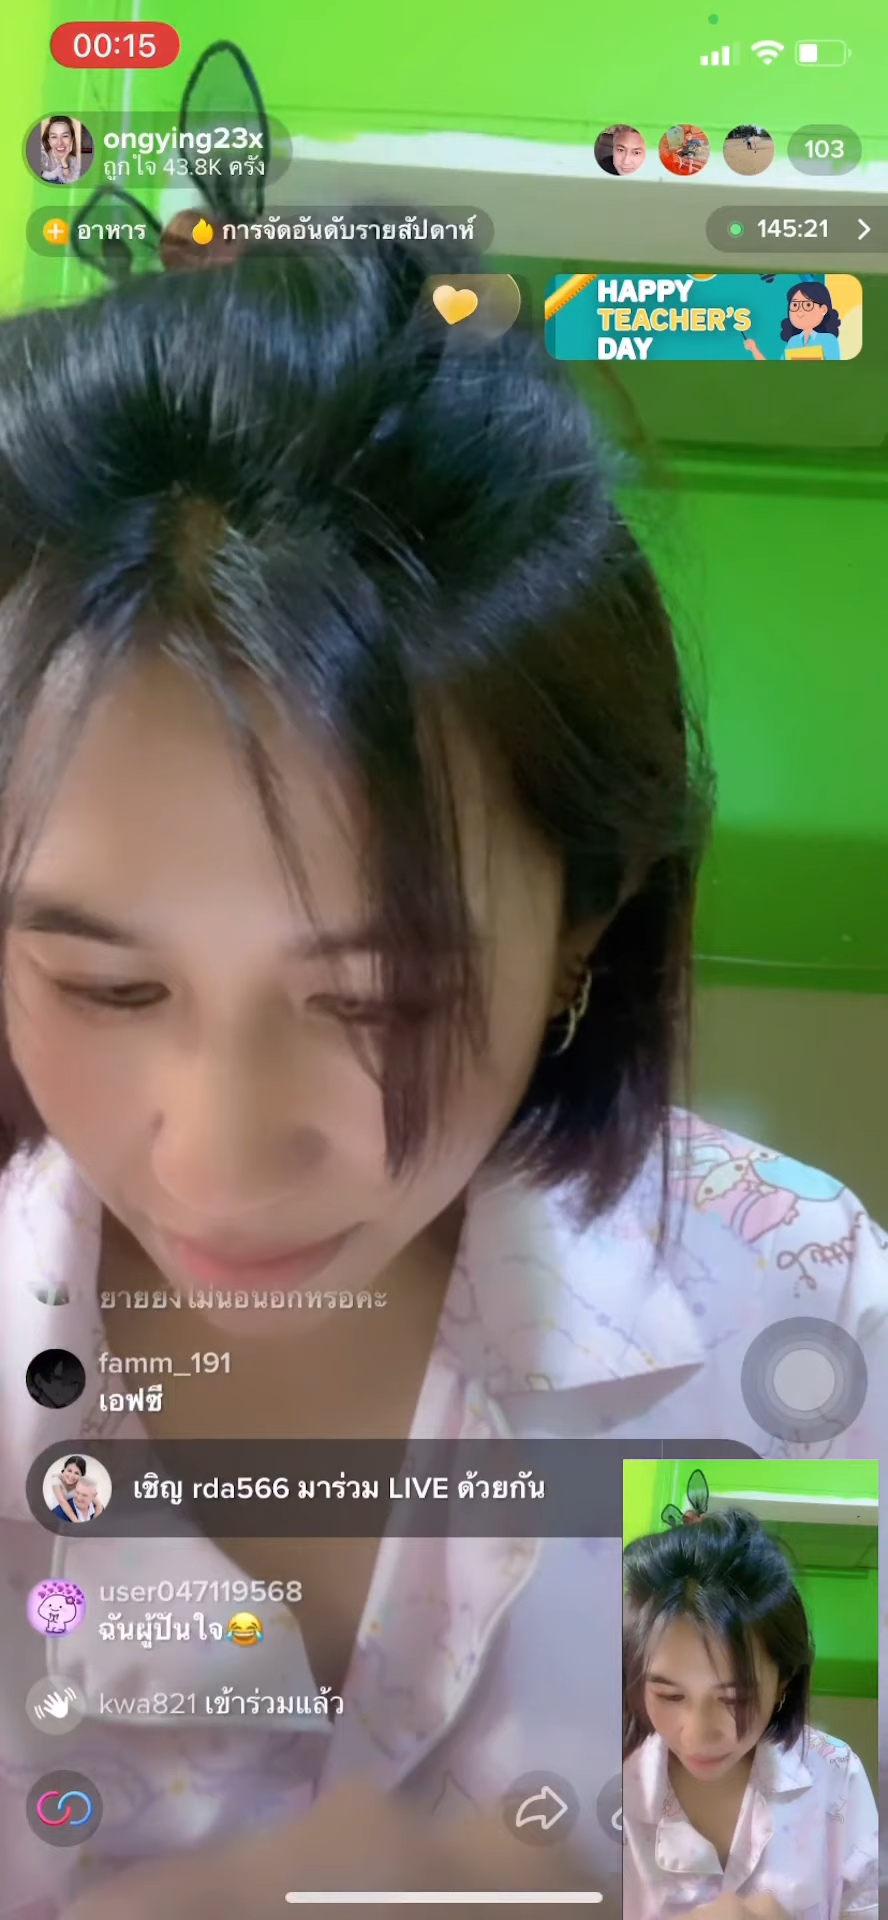 00:15
ongying23x
ถูกใจ 43.8K ครั้ง
103
อาหาร
การจัดอันดับรายสัปดาห์
145:21
HAPPY
TEACHER'S
DAY
famm_191
เอฟซี
เชิญ rda566 มาร่วม LIVE ด้วยกัน
user047119568
ฉันผู้ปันใจ😂
kwa821 เข้าร่วมแล้ว